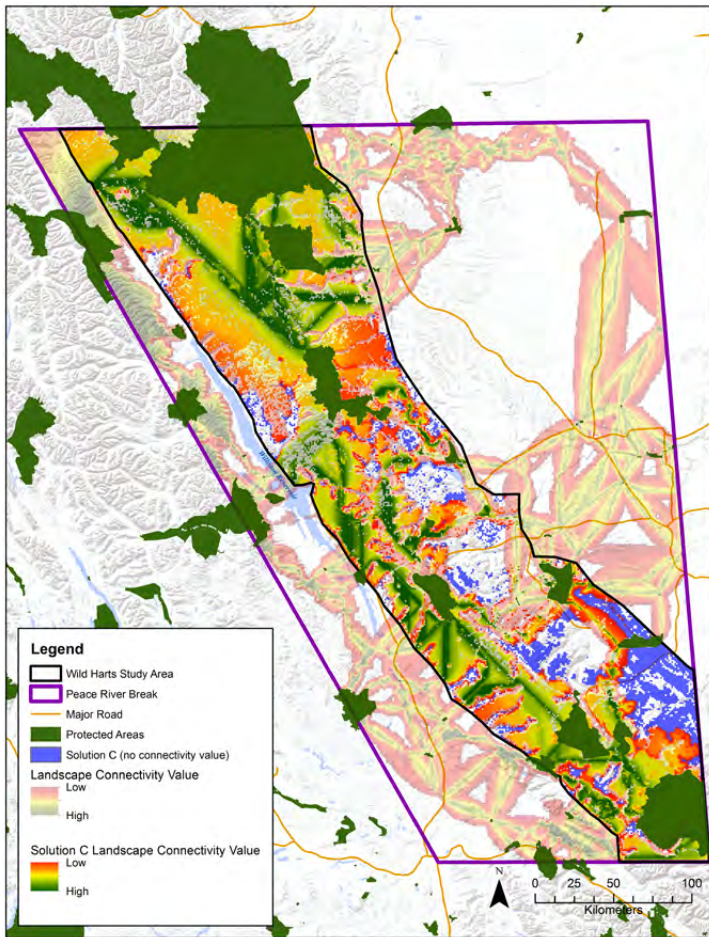 Legend
Wild Harts Study Area
Peace River Break
Major Road
Protected Areas
Solution C (no connectivity value)
Landscape Connectivity Value
Low
High
Solution C Landscape Connectivity Value
Low
High
N
0 25 50 100
Kilometers